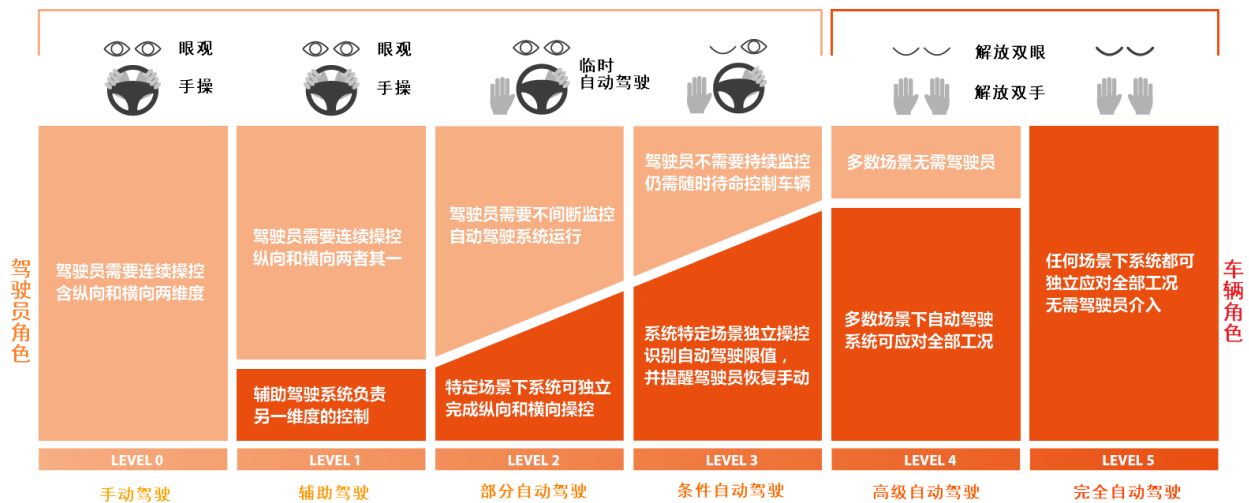 眼观
手操
眼观
手操
临时
自动驾驶
解放双眼
解放双手
驾驶员角色
驾驶员需要连续操控
含纵向和横向两维度
驾驶员需要连续操控
纵向和横向两者其一
辅助驾驶系统负责
另一维度的控制
驾驶员需要不间断监控
自动驾驶系统运行
特定场景下系统可独立
完成纵向和横向操控
驾驶员不需要持续监控
仍需随时待命控制车辆
系统特定场景独立操控
识别自动驾驶限值，
并提醒驾驶员恢复手动
多数场景无需驾驶员
多数场景下自动驾驶
系统可应对全部工况
任何场景下系统都可
独立应对全部工况
无需驾驶员介入
车辆角色
LEVEL 0
LEVEL 1
LEVEL 2
LEVEL 3
LEVEL 4
LEVEL 5
手动驾驶
辅助驾驶
部分自动驾驶
条件自动驾驶
高级自动驾驶
完全自动驾驶